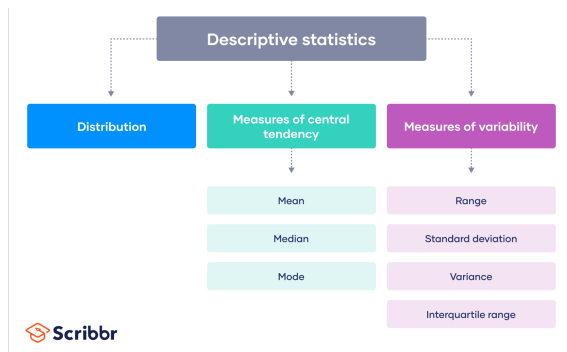 Descriptive statistics
Distribution
Measures of central
tendency
Measures of variability
Mean
Median
Mode
Range
Standard deviation
Variance
Interquartile range
Scribbr